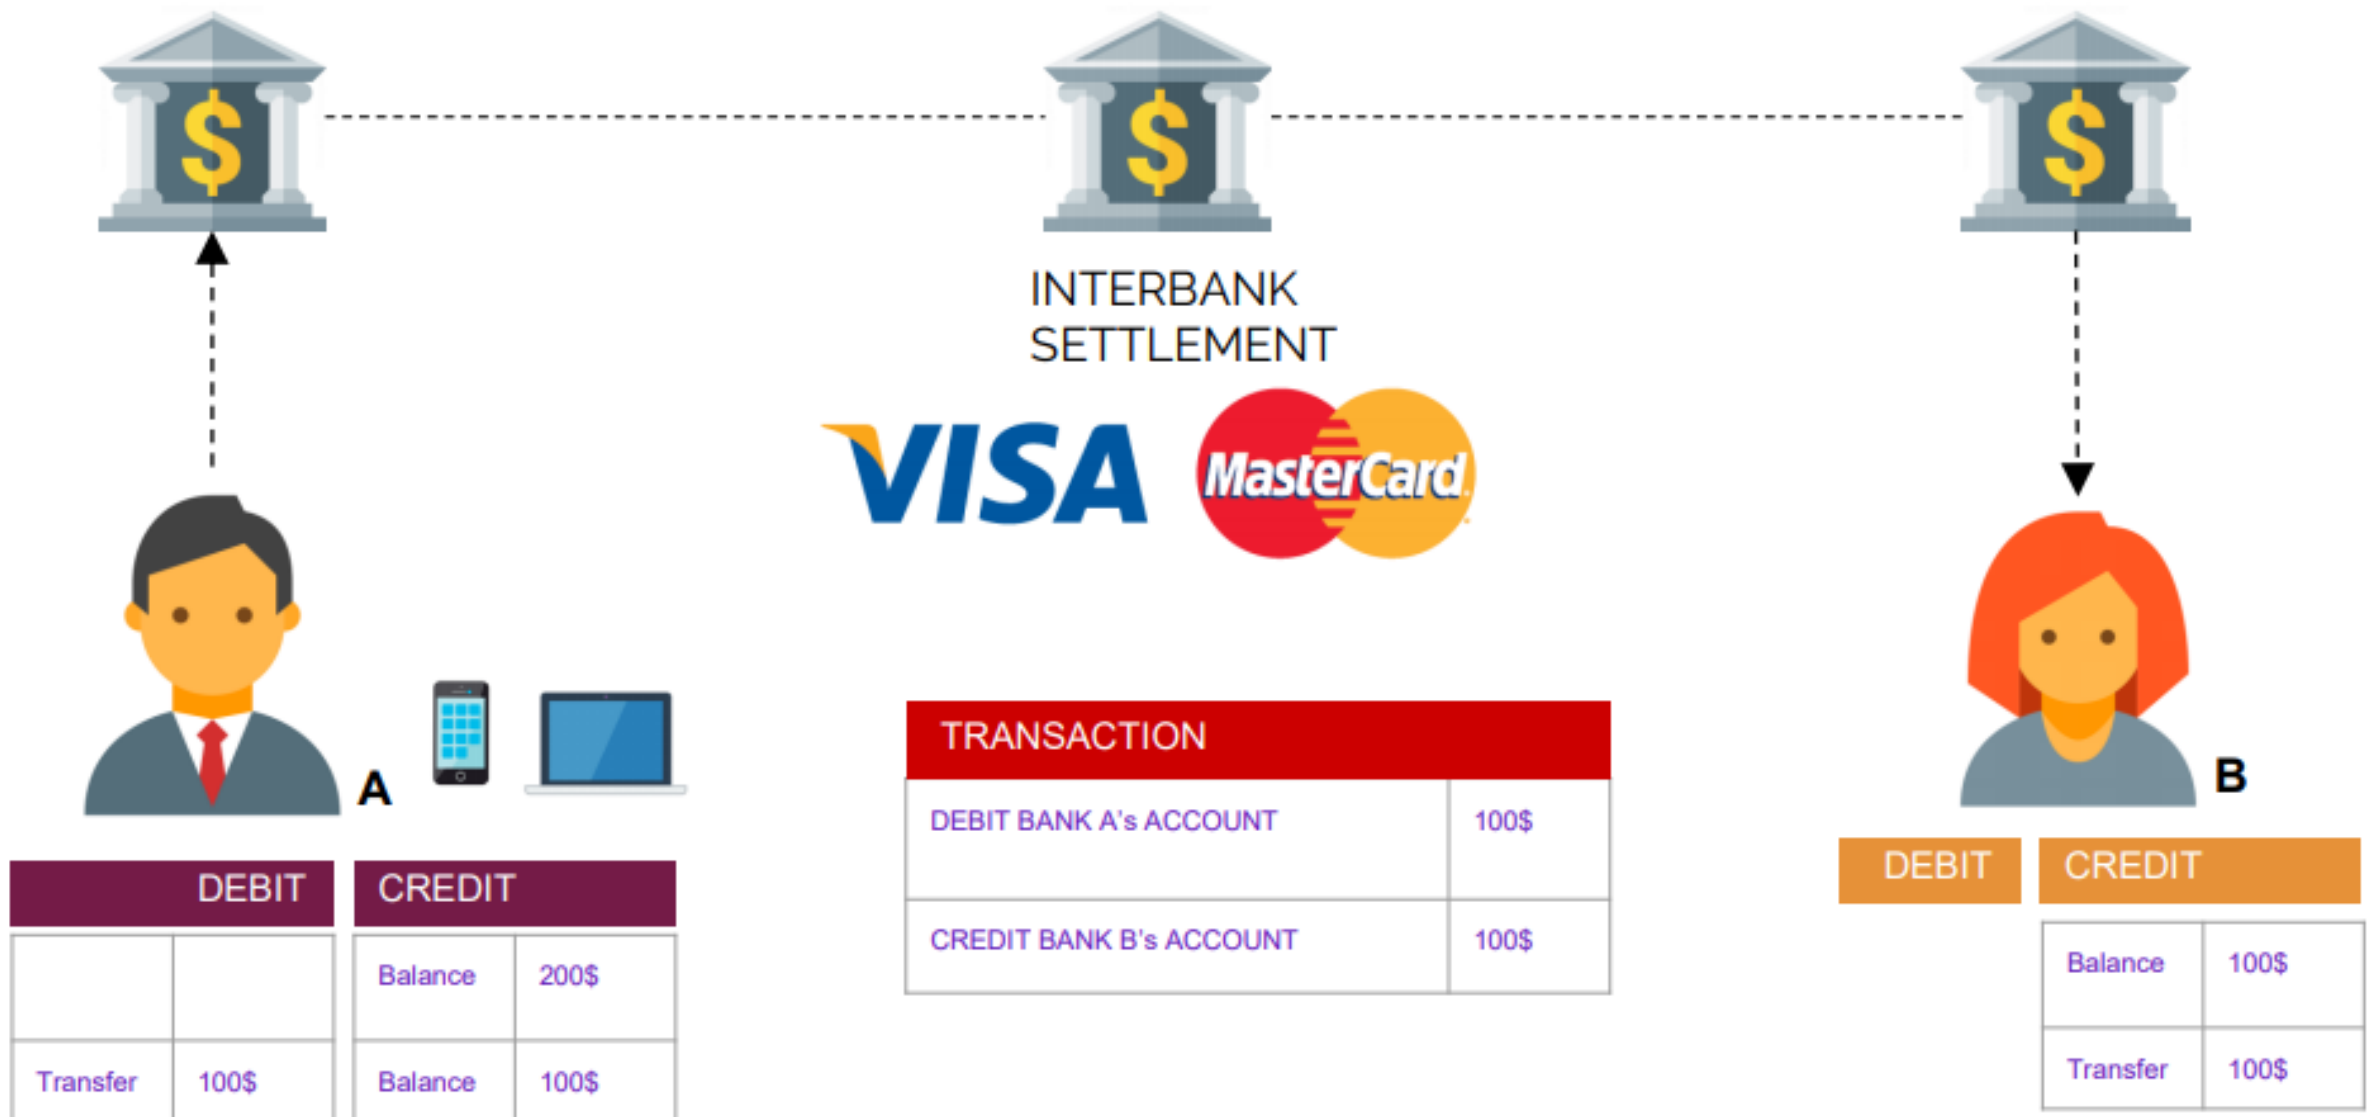 $
$
$
INTERBANK
SETTLEMENT
VISA
MasterCard
A
B
TRANSACTION
DEBIT BANK A's ACCOUNT 100$
CREDIT BANK B's ACCOUNT 100$
DEBIT CREDIT
Balance 200$
Transfer 100$ Balance 100$
DEBIT CREDIT
Balance 100$
Transfer 100$